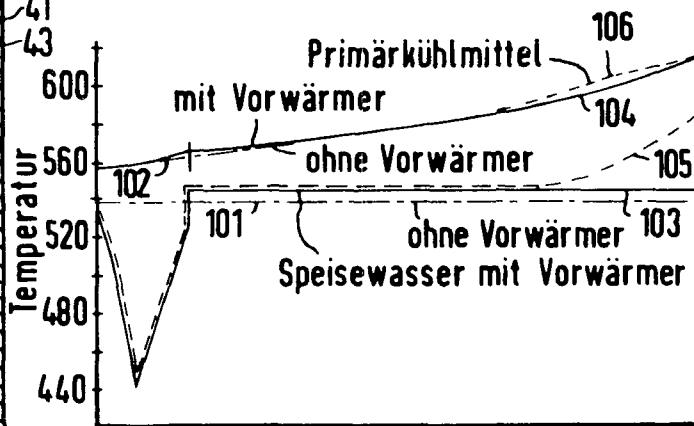 41
43
600
560
520
480
440
Temperatur
Primärkühlmittel
106
mit Vorwärmer
104
102
ohne Vorwärmer
105
101
ohne Vorwärmer
103
Speisewasser mit Vorwärmer